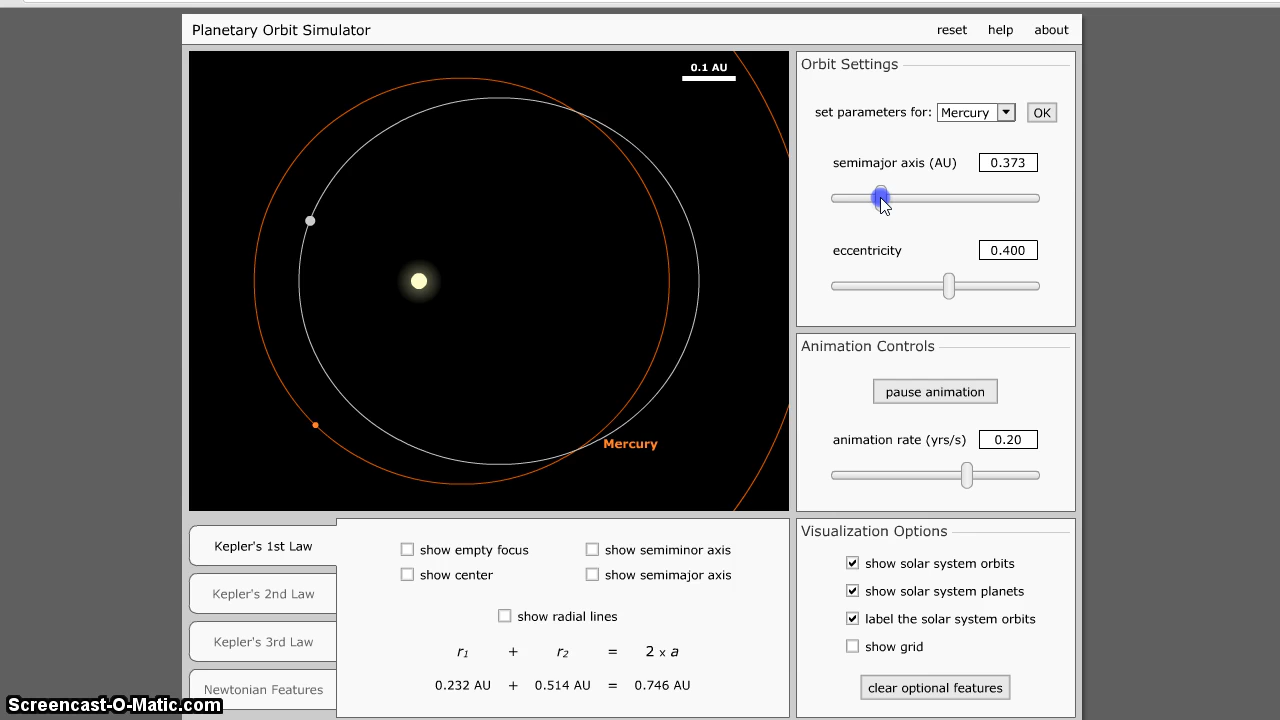 Planetary Orbit Simulator
reset help about
0.1 AU
Mercury
Orbit Settings
set parameters for: Mercury OK
semimajor axis (AU) 0.373
eccentricity 0.400
Animation Controls
pause animation
animation rate (yrs/s) 0.20
Kepler's 1st Law
Kepler's 2nd Law
Kepler's 3rd Law
Newtonian Features
show empty focus show semiminor axis
show center show semimajor axis
show radial lines
r1 + r2 = 2 x a
0.232 AU + 0.514 AU = 0.746 AU
Visualization Options
show solar system orbits
show solar system planets
label the solar system orbits
show grid
clear optional features
Screencast-O-Matic.com